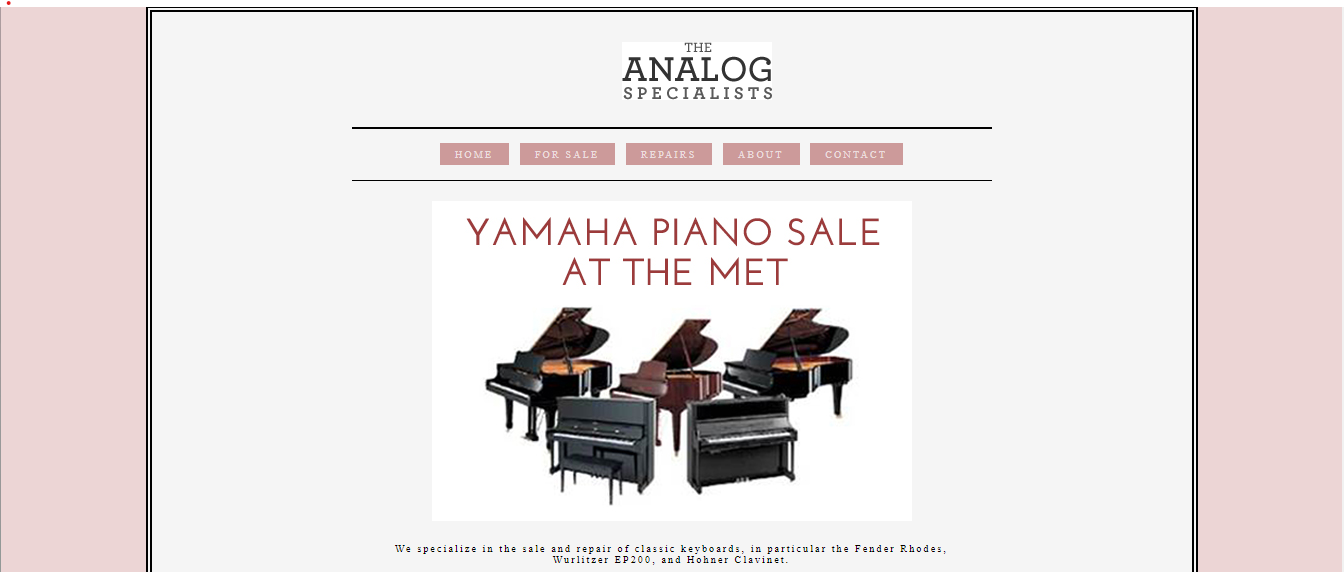 THE
ANALOG
SPECIALISTS
HOME FOR SALE REPAIRS ABOUT CONTACT
YAMAHA PIANO SALE
AT THE MET
We specialize in the sale and repair of classic keyboards, in particular the Fender Rhodes,
Wurlitzer EP200, and Hohner Clavinet.